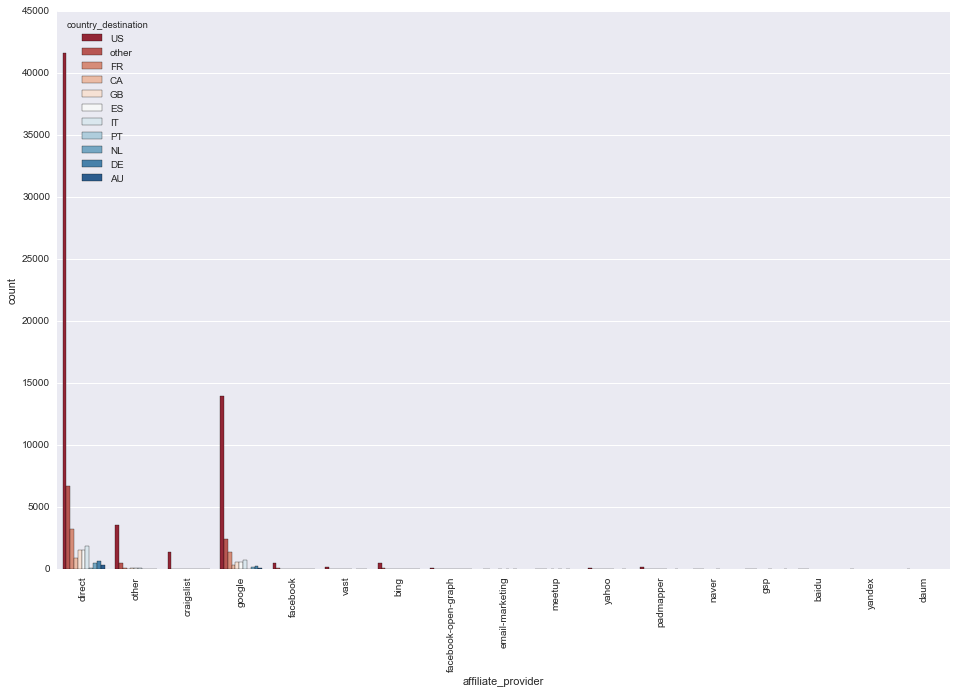 45000
40000
35000
30000
25000
20000
15000
10000
5000
0
count
country_destination
US
other
FR
CA
GB
ES
IT
PT
NL
DE
AU
direct
other
craigslist
google
facebook
vast
bing
facebook-open-graph
email-marketing
meetup
yahoo
padmapper
naver
gsp
baidu
yandex
daum
affiliate_provider